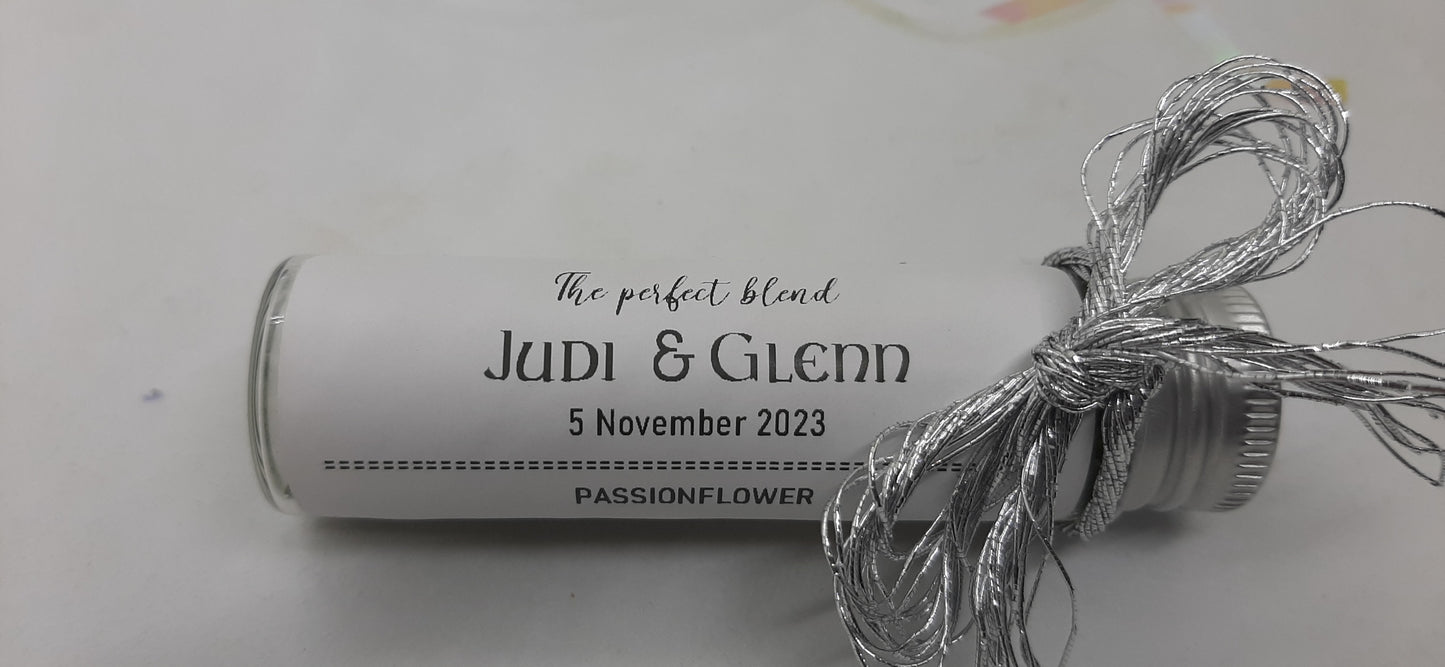 The perfect blend
Judi & Glenn
5 November 2023
PASSIONFLOWER